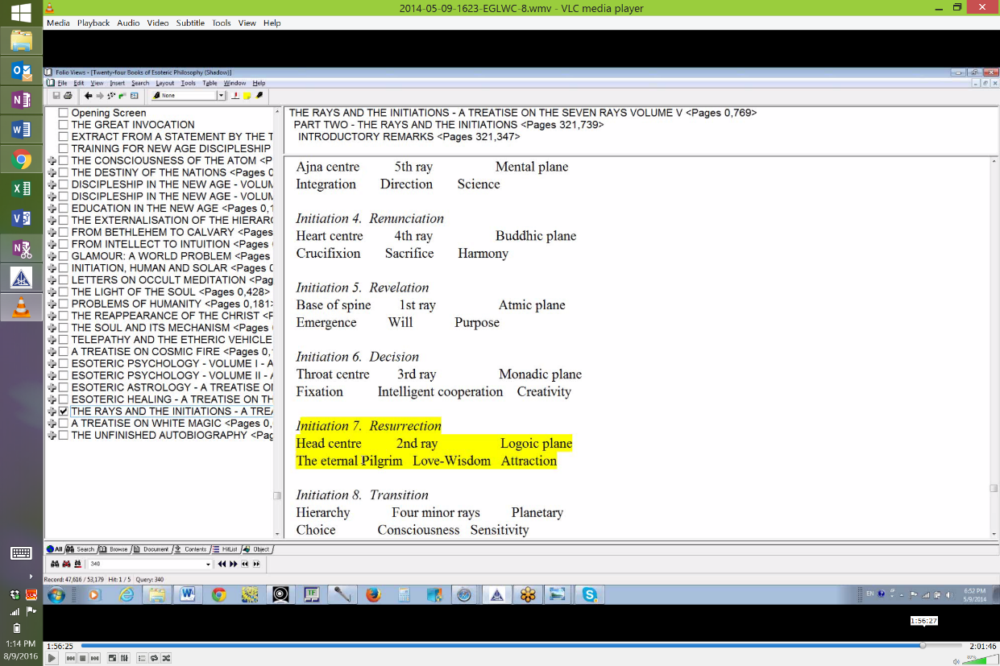 2014-05-09-1623-EGLWC-8.wmv - VLC media player
Media Playback Audio Video Subtitle Tools View Help
Folio Views - [Twenty-four Books of Esoteric Philosophy (Shadow)]
File Edit View Insert Search Layout Tools Table Window Help
None
Opening Screen
THE GREAT INVOCATION
EXTRACT FROM A STATEMENT BY THE T
TRAINING FOR NEW AGE DISCIPLESHIP
THE CONSCIOUSNESS OF THE ATOM <P
THE DESTINY OF THE NATIONS <Pages 0
DISCIPLESHIP IN THE NEW AGE - VOLUM
DISCIPLESHIP IN THE NEW AGE - VOLUM
EDUCATION IN THE NEW AGE <Pages 0,1
THE EXTERNALISATION OF THE HIERAR
FROM BETHLEHEM TO CALVARY <Pages
FROM INTELLECT TO INTUITION <Pages
GLAMOUR: A WORLD PROBLEM <Pages
INITIATION, HUMAN AND SOLAR <Pages 0
LETTERS ON OCCULT MEDITATION <Pag
THE LIGHT OF THE SOUL <Pages 0,428>
PROBLEMS OF HUMANITY <Pages 0,181>
THE REAPPEARANCE OF THE CHRIST <P
THE SOUL AND ITS MECHANISM <Pages
TELEPATHY AND THE ETHERIC VEHICLE
A TREATISE ON COSMIC FIRE <Pages 0,
ESOTERIC PSYCHOLOGY - VOLUME I - A
ESOTERIC PSYCHOLOGY - VOLUME II - A
ESOTERIC ASTROLOGY - A TREATISE ON
ESOTERIC HEALING - A TREATISE ON TH
THE RAYS AND THE INITIATIONS - A TREA
A TREATISE ON WHITE MAGIC <Pages 0,
THE UNFINISHED AUTOBIOGRAPHY <Pag
THE RAYS AND THE INITIATIONS - A TREATISE ON THE SEVEN RAYS VOLUME V <Pages 0,769>
PART TWO - THE RAYS AND THE INITIATIONS <Pages 321,739>
INTRODUCTORY REMARKS <Pages 321,347>
Ajna centre 5th ray Mental plane
Integration Direction Science
Initiation 4. Renunciation
Heart centre 4th ray Buddhic plane
Crucifixion Sacrifice Harmony
Initiation 5. Revelation
Base of spine 1st ray Atmic plane
Emergence Will Purpose
Initiation 6. Decision
Throat centre 3rd ray Monadic plane
Fixation Intelligent cooperation Creativity
Initiation 7. Resurrection
Head centre 2nd ray Logoic plane
The eternal Pilgrim Love-Wisdom Attraction
Initiation 8. Transition
Hierarchy Four minor rays Planetary
Choice Consciousness Sensitivity
All Search Browse Document Contents HitList Object
340
Record: 47,616 / 53,179 Hit: 1 / 5 Query: 340
EN
6:52 PM
5/9/2014
1:56:27
1:56:25
2:01:46
80%
1:14 PM
8/9/2016